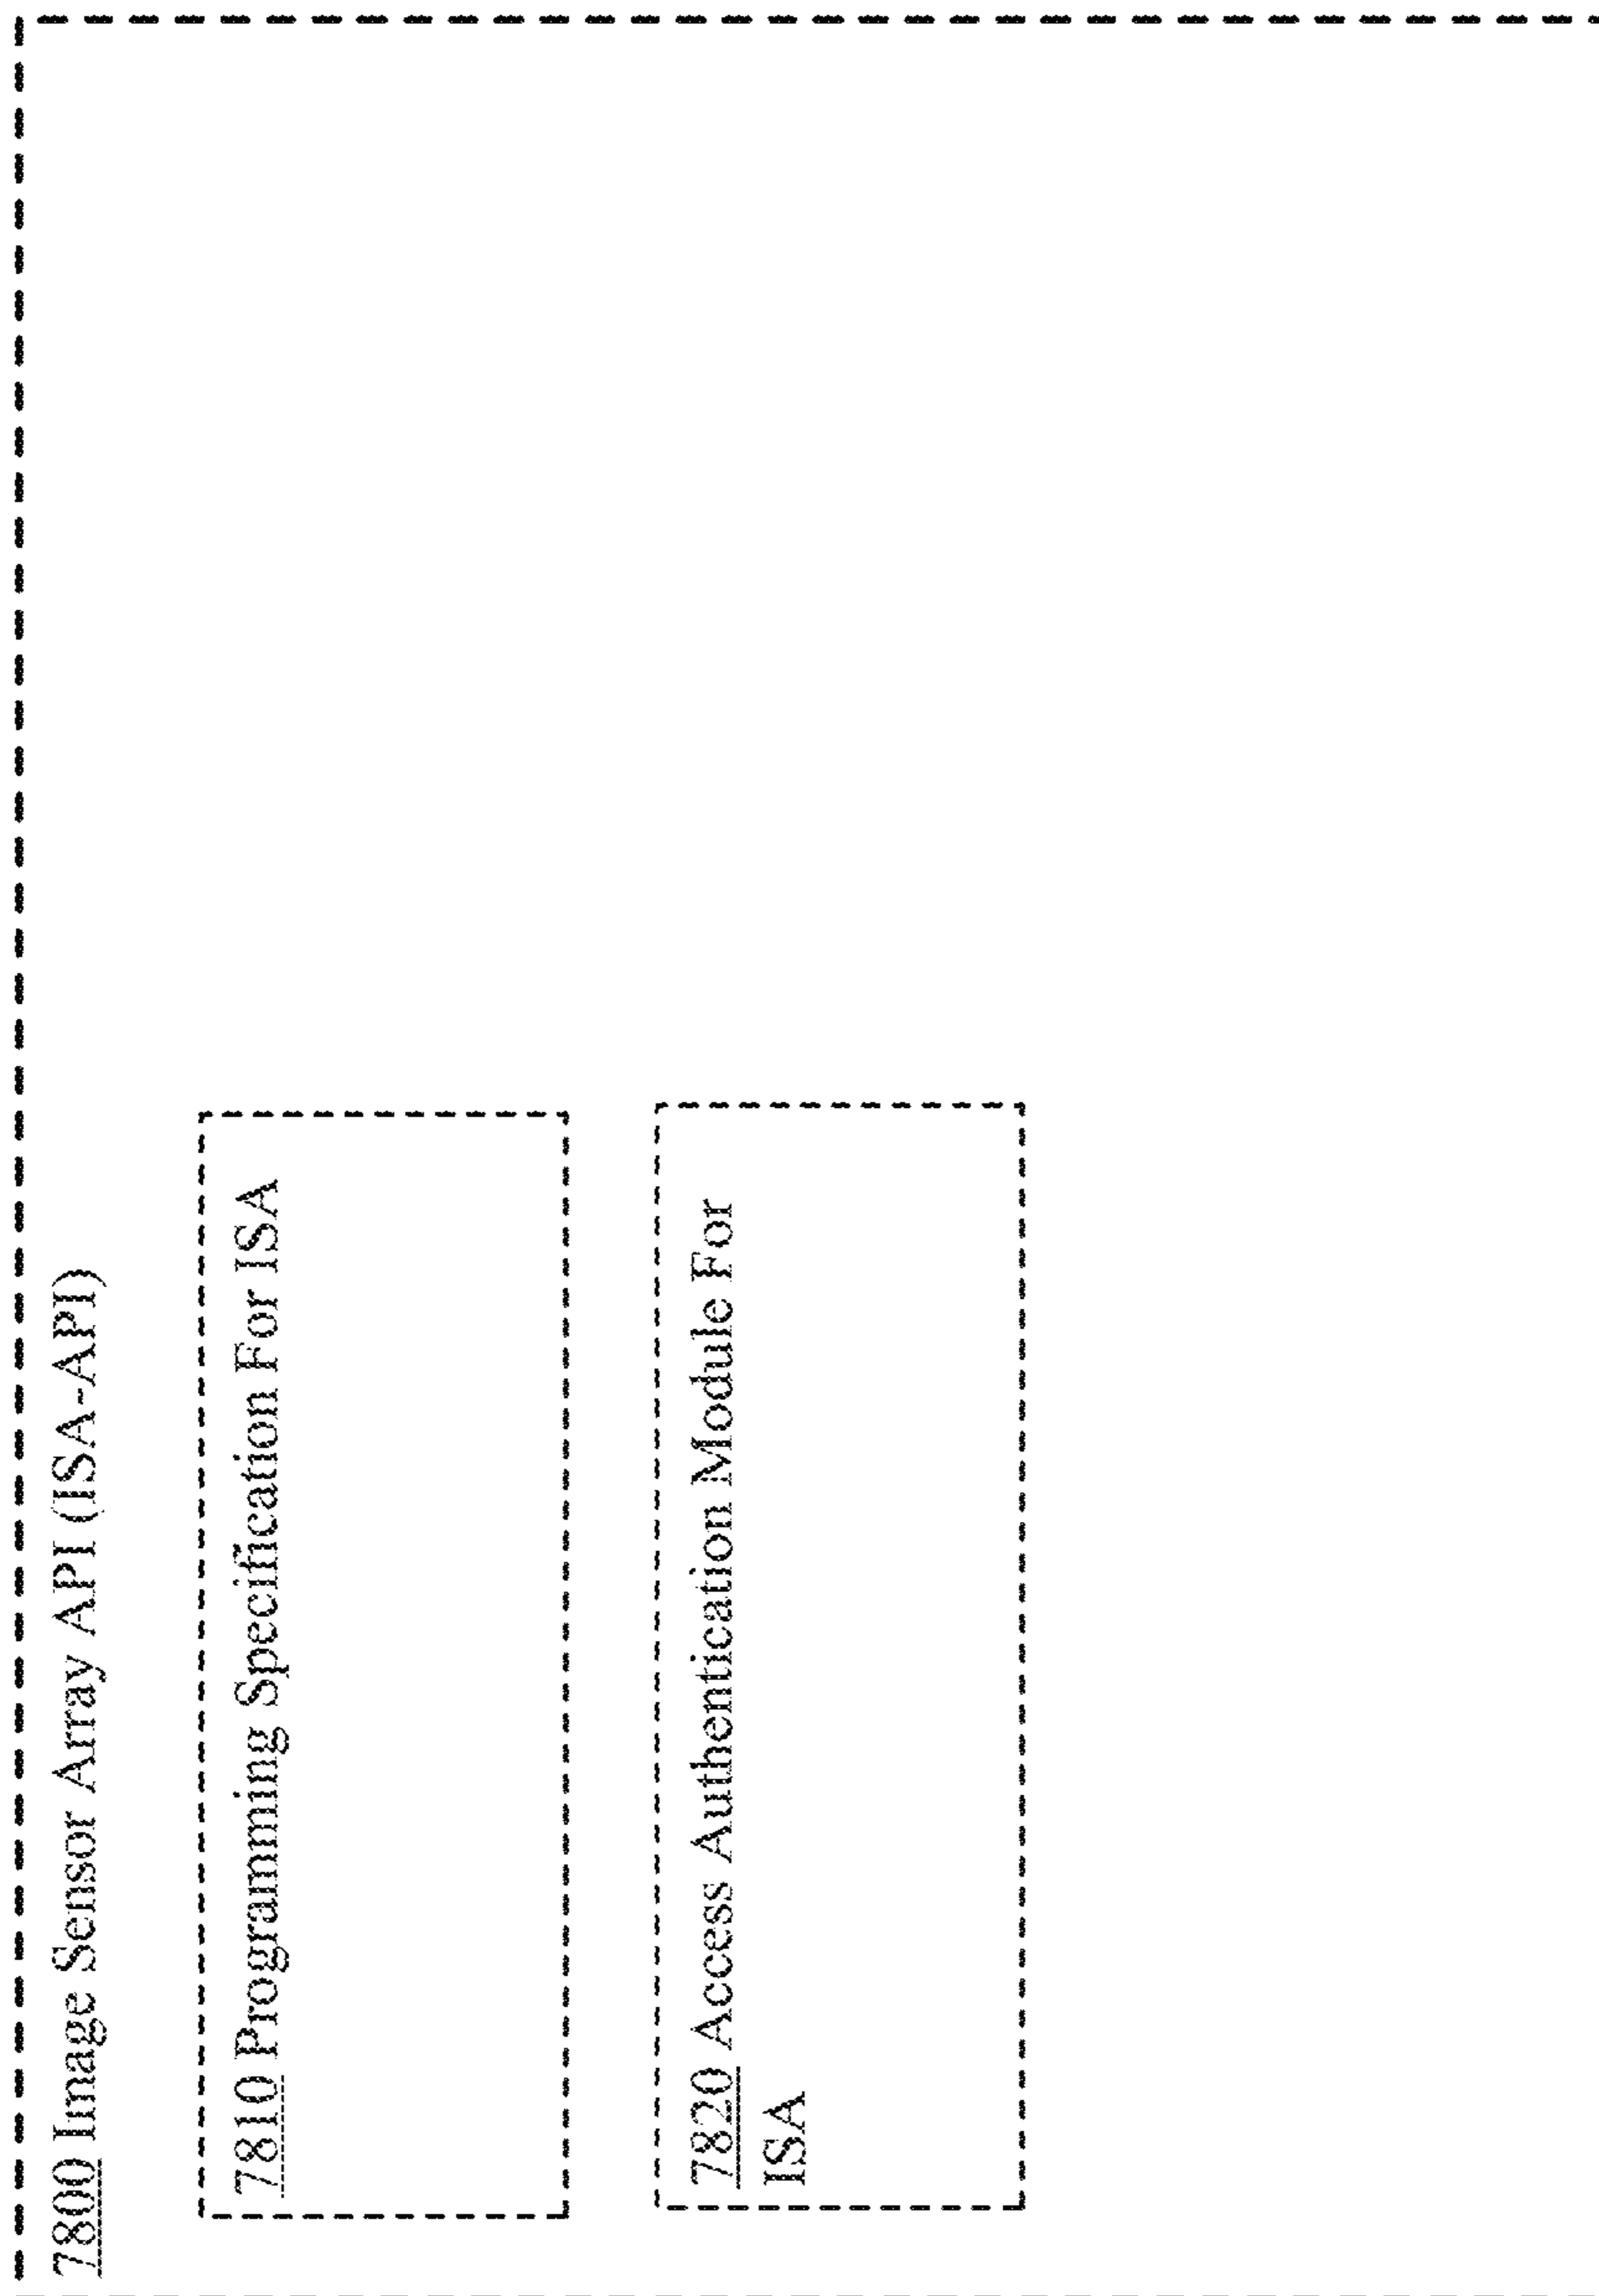 7800 Image Sensor Array API (ISA-API)
7810 Programming Specification For ISA
7820 Access Authentication Module For
ISA